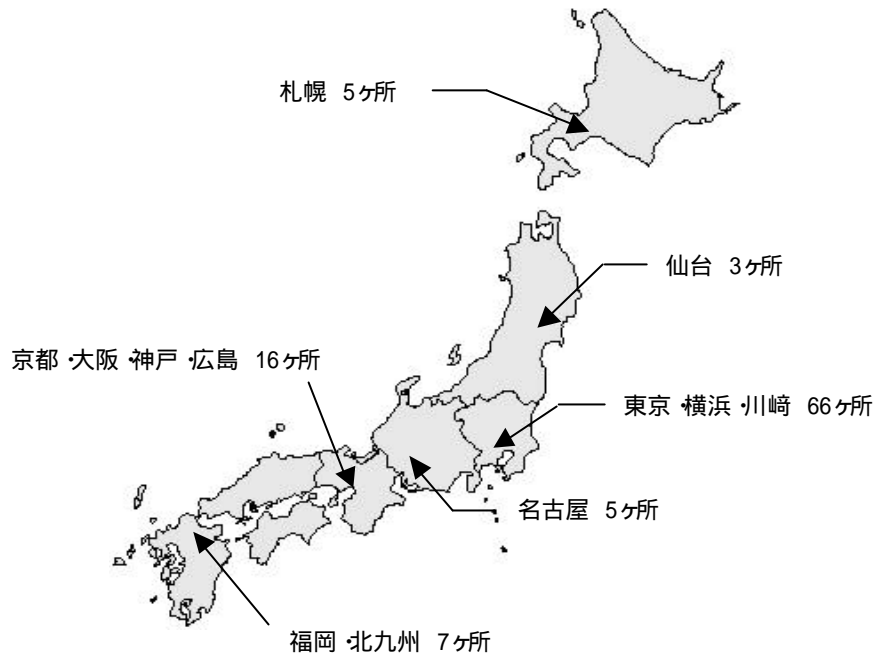 札幌 5ヶ所
仙台 3ヶ所
京都・大阪・神戸・広島 16ヶ所
東京・横浜・川﨑 66ヶ所
名古屋 5ヶ所
福岡・北九州 7ヶ所